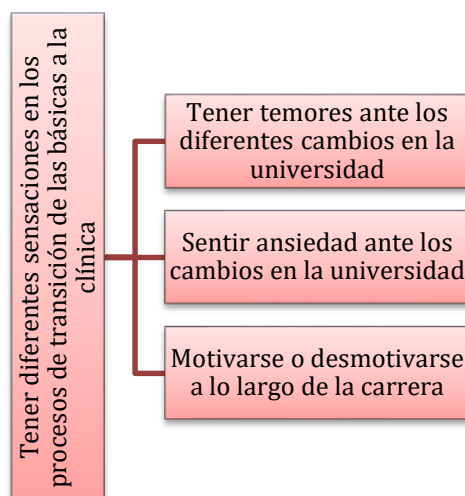 Tener diferentes sensaciones en los
procesos de transición de las básicas a la
clínica
Tener temores ante los
diferentes cambios en la
universidad
Sentir ansiedad ante los
cambios en la universidad
Motivarse o desmotivarse
a lo largo de la carrera